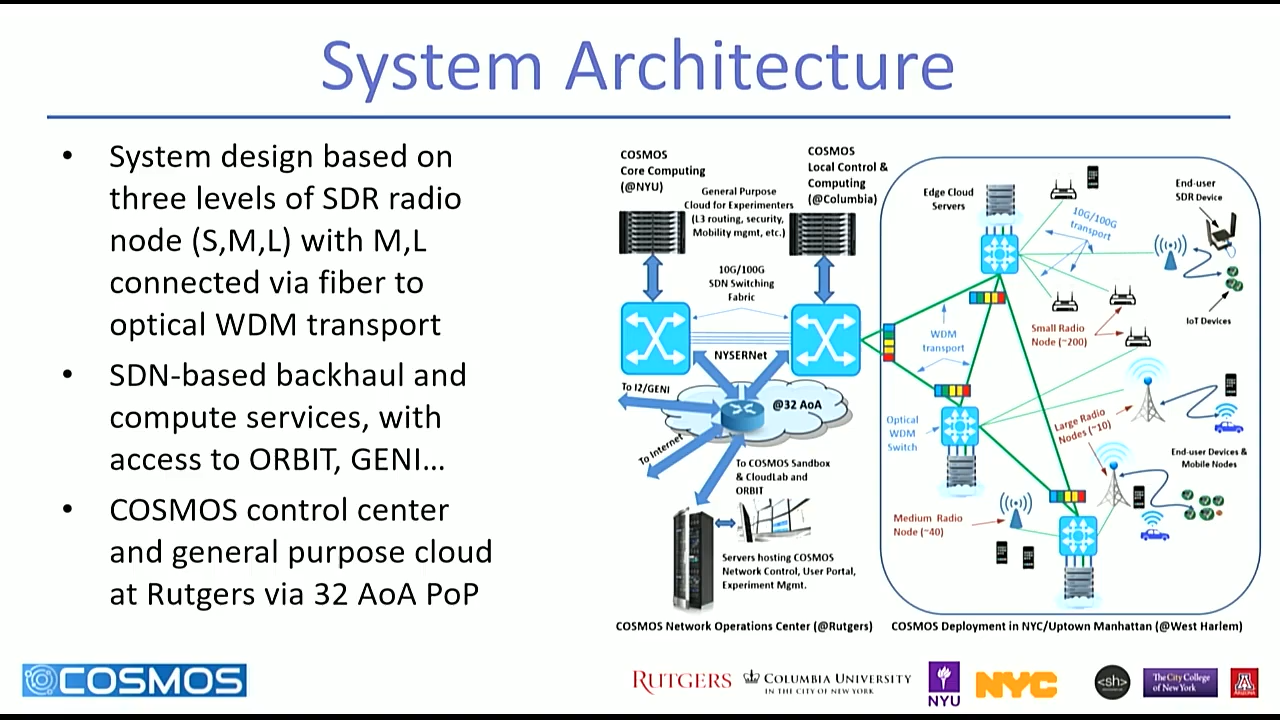 System Architecture
• System design based on
three levels of SDR radio
node (S,M,L) with M,L
connected via fiber to
optical WDM transport
• SDN-based backhaul and
compute services, with
access to ORBIT, GENI…
• COSMOS control center
and general purpose cloud
at Rutgers via 32 AoA PoP
COSMOS
Core Computing
(@NYU)
General Purpose
Cloud for Experimenters
(L3 routing, security,
Mobility mgmt, etc.)
COSMOS
Local Control &
Computing
(@Columbia)
10G/100G
SDN Switching
Fabric
NYSERNet
To I2/GENI
@32 AoA
To Internet
To COSMOS Sandbox
& CloudLab and
ORBIT
Servers hosting COSMOS
Network Control, User Portal,
Experiment Mgmt.
COSMOS Network Operations Center (@Rutgers)
Edge Cloud
Servers
10G/100G
transport
End-user
SDR Device
IoT Devices
Small Radio
Node (~200)
WDM
transport
Optical
WDM
Switch
Large Radio
Nodes (~10)
End-user Devices &
Mobile Nodes
Medium Radio
Node (~40)
COSMOS Deployment in NYC/Uptown Manhattan (@West Harlem)
COSMOS
RUTGERS
COLUMBIA UNIVERSITY
IN THE CITY OF NEW YORK
NYU
NYC
<sh>
The City College
of New York
A
ARIZONA